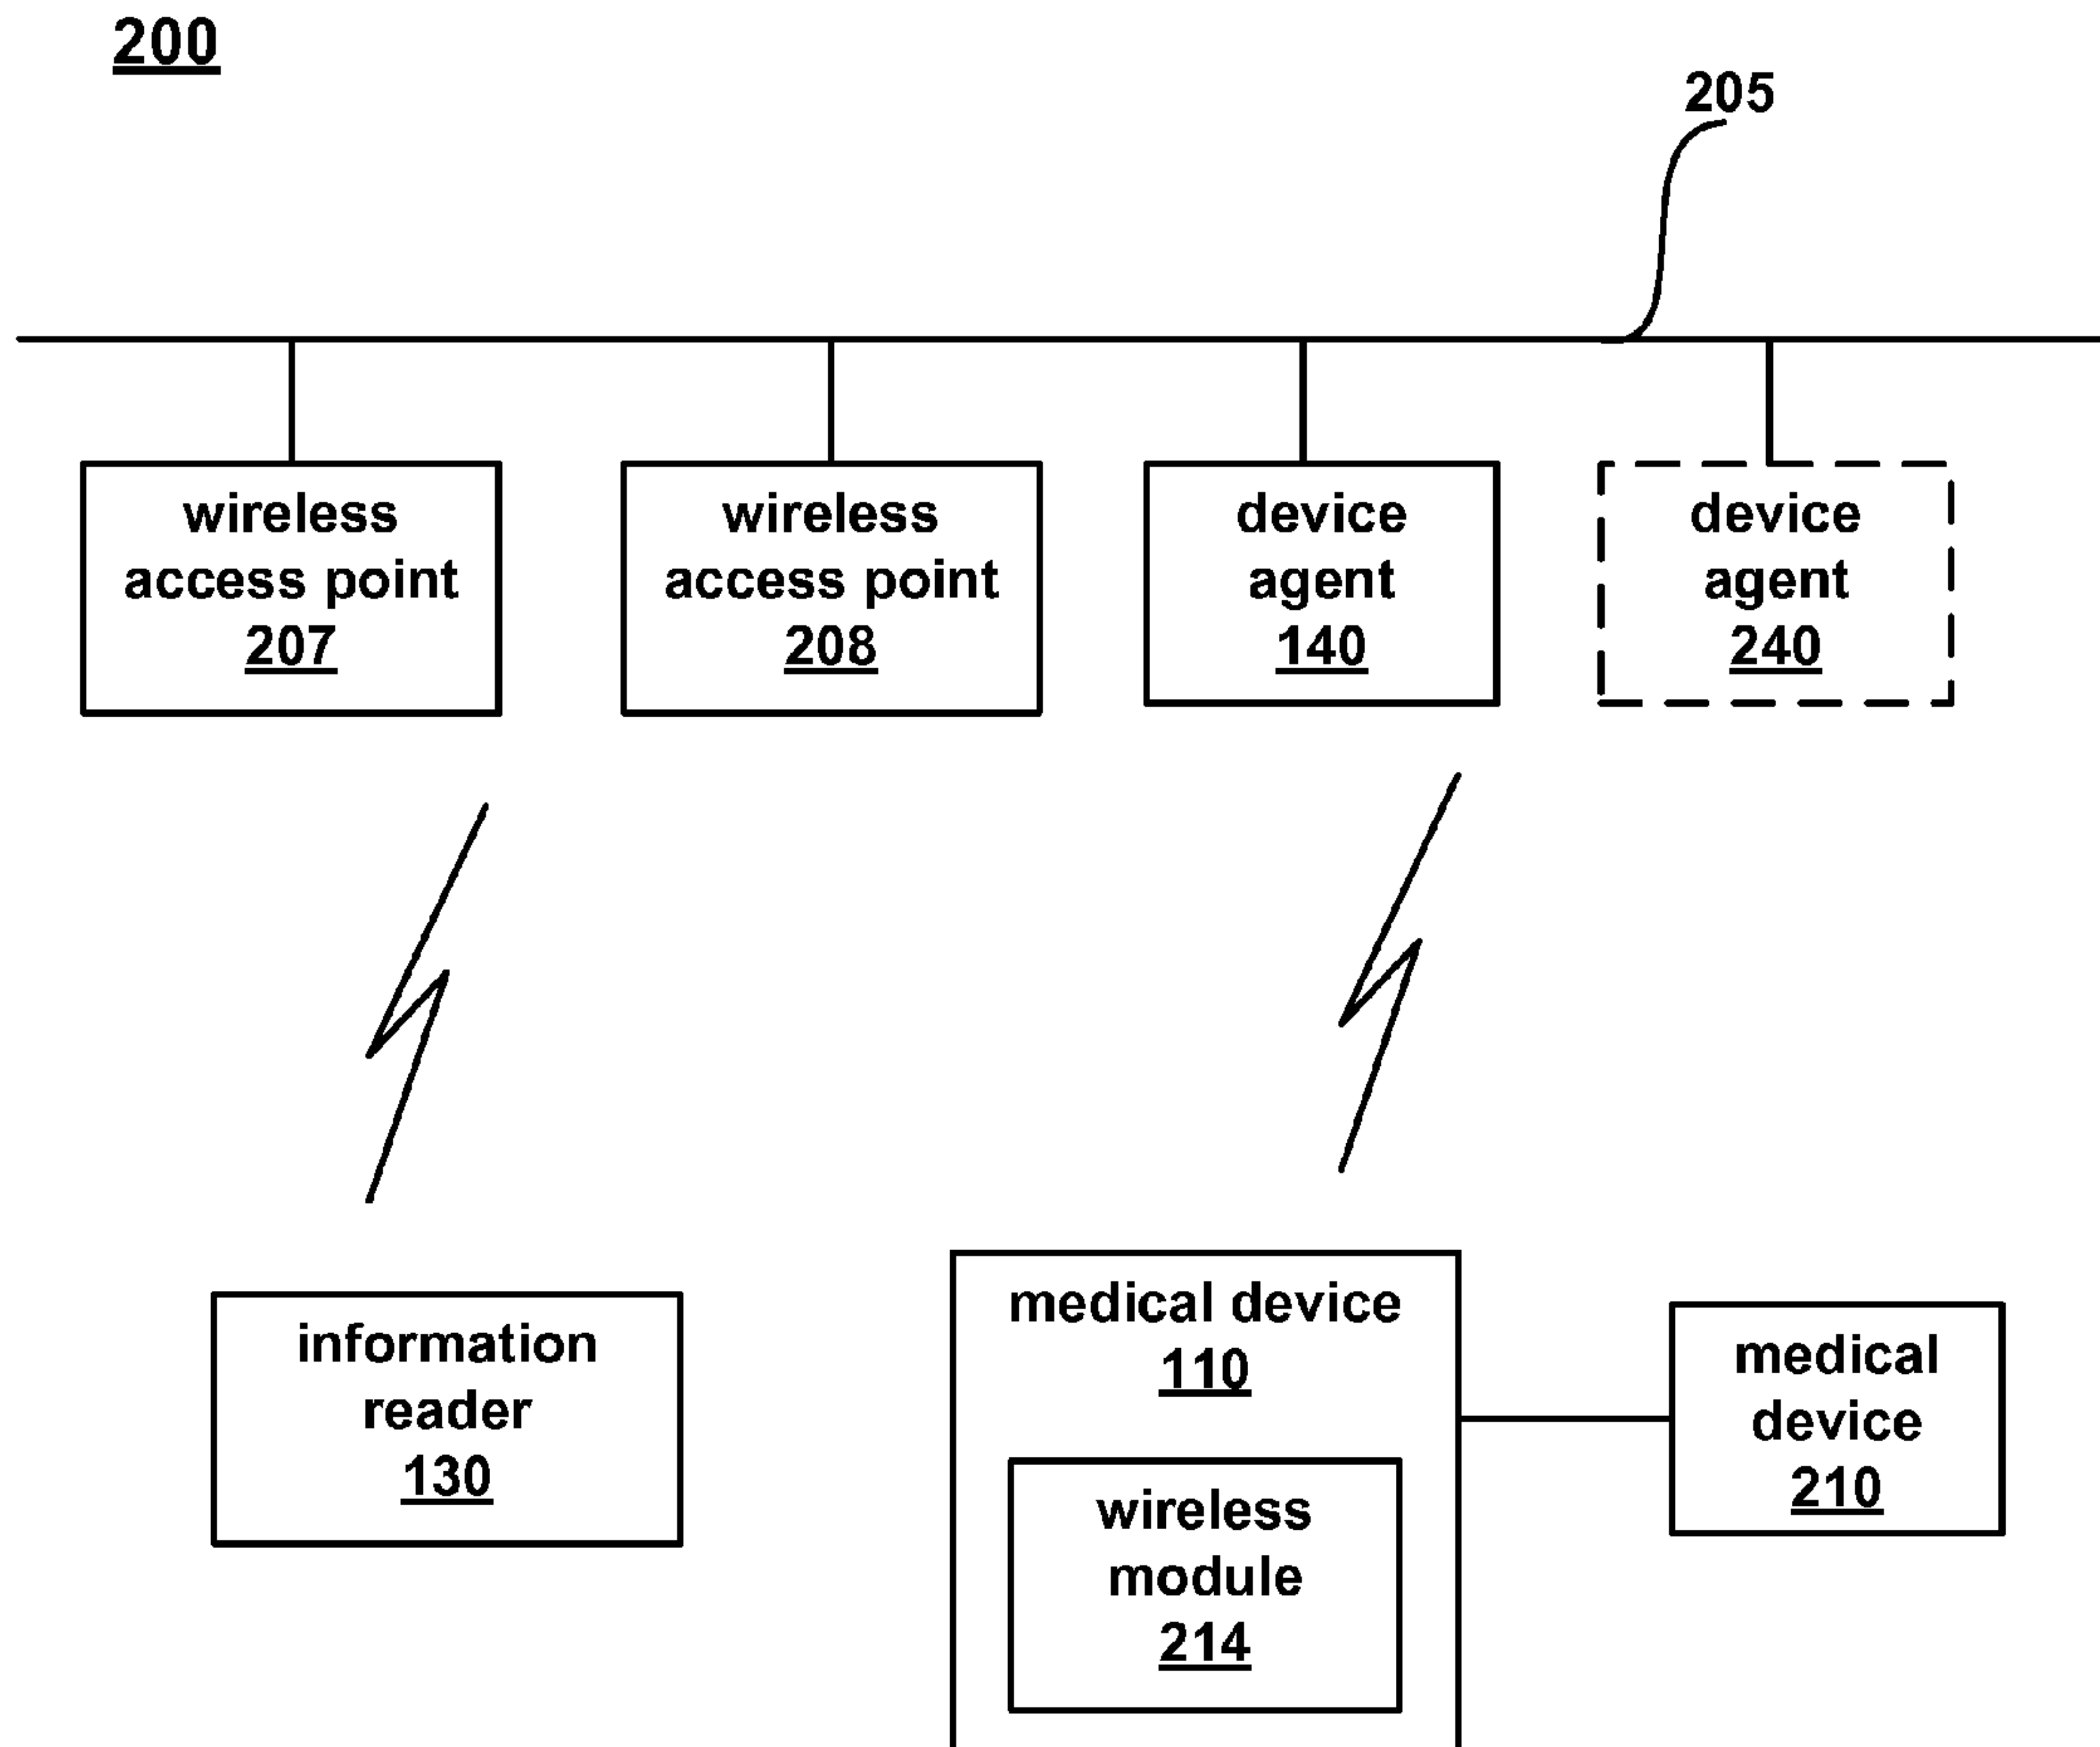 200
205
wireless
access point
207
wireless
access point
208
device
agent
140
device
agent
240
information
reader
130
medical device
110
wireless
module
214
medical
device
210